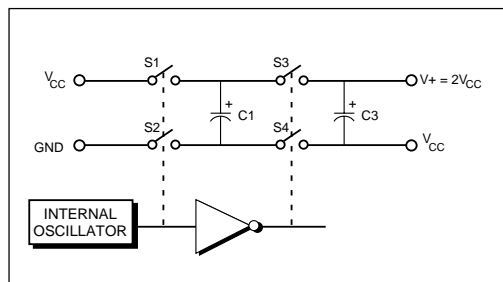 S1 S3
VCC V+ = 2VCC
+ C1 + C3
S2 S4
GND VCC
INTERNAL
OSCILLATOR